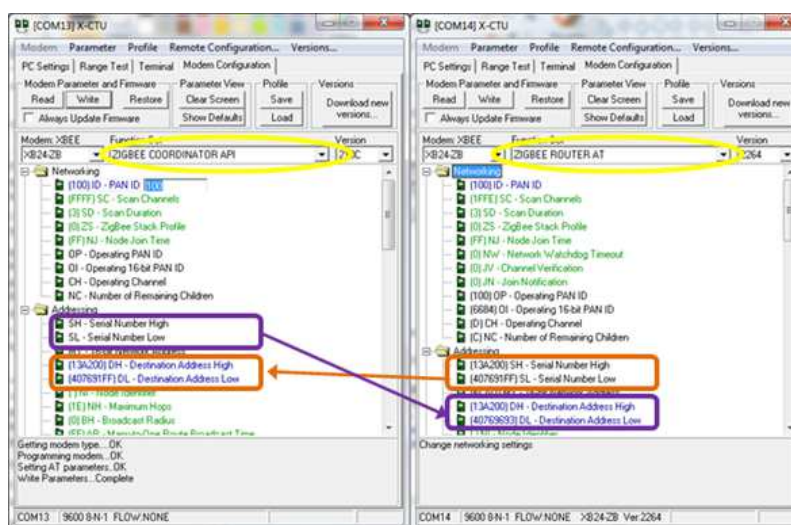 [COM13] X-CTU
Modem Parameter Profile Remote Configuration... Versions...
PC Settings Range Test Terminal Modem Configuration
Modem Parameter and Firmware Parameter View Profile Versions
Read Write Restore Clear Screen Save Download new versions...
Always Update Firmware Show Defaults Load
Modem: XBEE Function Set Version
XB24-ZB ZIGBEE COORDINATOR API
Networking
(100) ID - PAN ID 100
(FFFF) SC - Scan Channels
(3) SD - Scan Duration
(0) ZS - ZigBee Stack Profile
(FF) NJ - Node Join Time
OP - Operating PAN ID
OI - Operating 16-bit PAN ID
CH - Operating Channel
NC - Number of Remaining Children
Addressing
SH - Serial Number High
SL - Serial Number Low
(13A200) DH - Destination Address High
(407691FF) DL - Destination Address Low
(1E) NH - Maximum Hops
(0) BH - Broadcast Radius
(FF) AR - Many-to-One Route Broadcast Time
Getting modem type....OK
Programming modem..OK
Setting AT parameters..OK
Write Parameters...Complete
COM13 9600 8-N-1 FLOW:NONE
[COM14] X-CTU
Modem Parameter Profile Remote Configuration... Versions...
PC Settings Range Test Terminal Modem Configuration
Modem Parameter and Firmware Parameter View Profile Versions
Read Write Restore Clear Screen Save Download new versions...
Always Update Firmware Show Defaults Load
Modem: XBEE Function Set Version
XB24-ZB ZIGBEE ROUTER AT 2264
Networking
(100) ID - PAN ID
(1FFE) SC - Scan Channels
(3) SD - Scan Duration
(0) ZS - ZigBee Stack Profile
(FF) NJ - Node Join Time
(0) NW - Network Watchdog Timeout
(0) JV - Channel Verification
(0) JN - Join Notification
(100) OP - Operating PAN ID
(6684) OI - Operating 16-bit PAN ID
(D) CH - Operating Channel
(C) NC - Number of Remaining Children
Addressing
(13A200) SH - Serial Number High
(407691FF) SL - Serial Number Low
(13A200) DH - Destination Address High
(40769693) DL - Destination Address Low
Change networking settings
COM14 9600 8-N-1 FLOW:NONE XB24-ZB Ver:2264